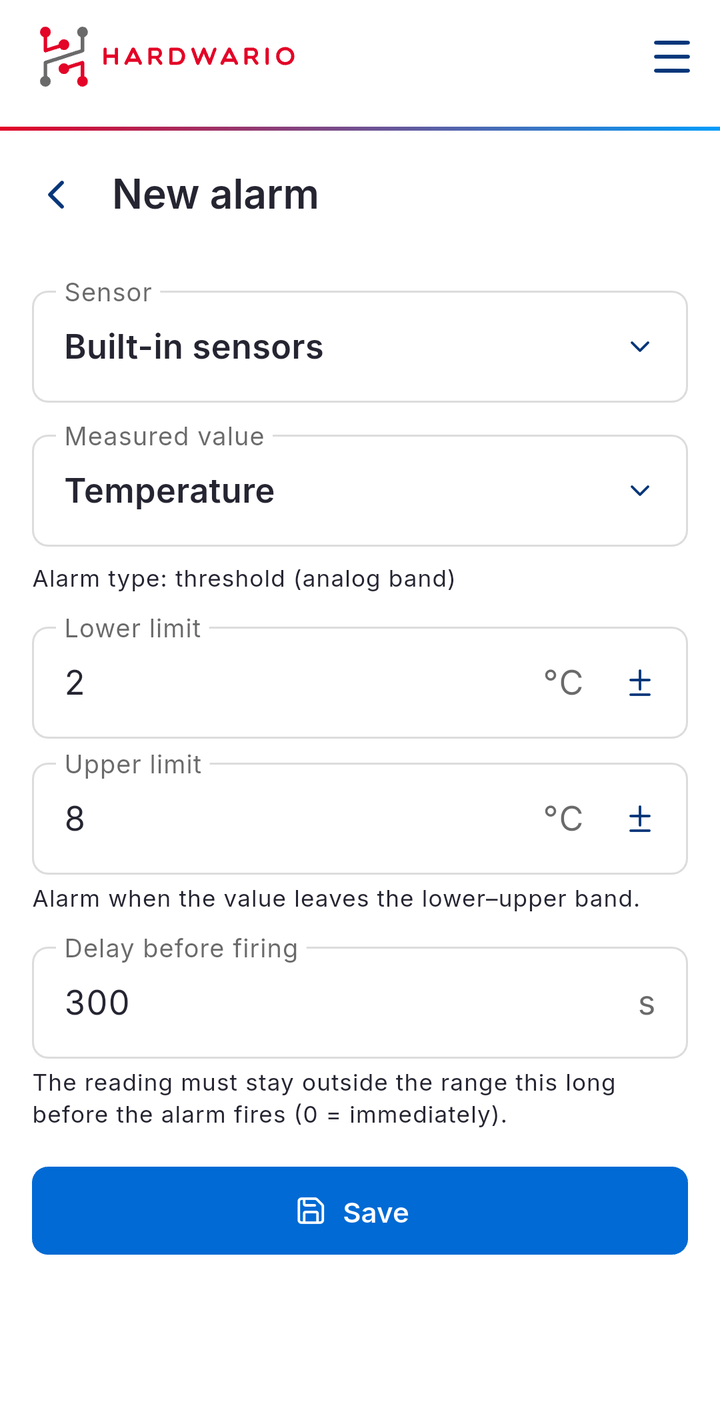 HARDWARIO
New alarm
Sensor
Built-in sensors
Measured value
Temperature
Alarm type: threshold (analog band)
Lower limit
2 °C ±
Upper limit
8 °C ±
Alarm when the value leaves the lower–upper band.
Delay before firing
300 s
The reading must stay outside the range this long
before the alarm fires (0 = immediately).
Save